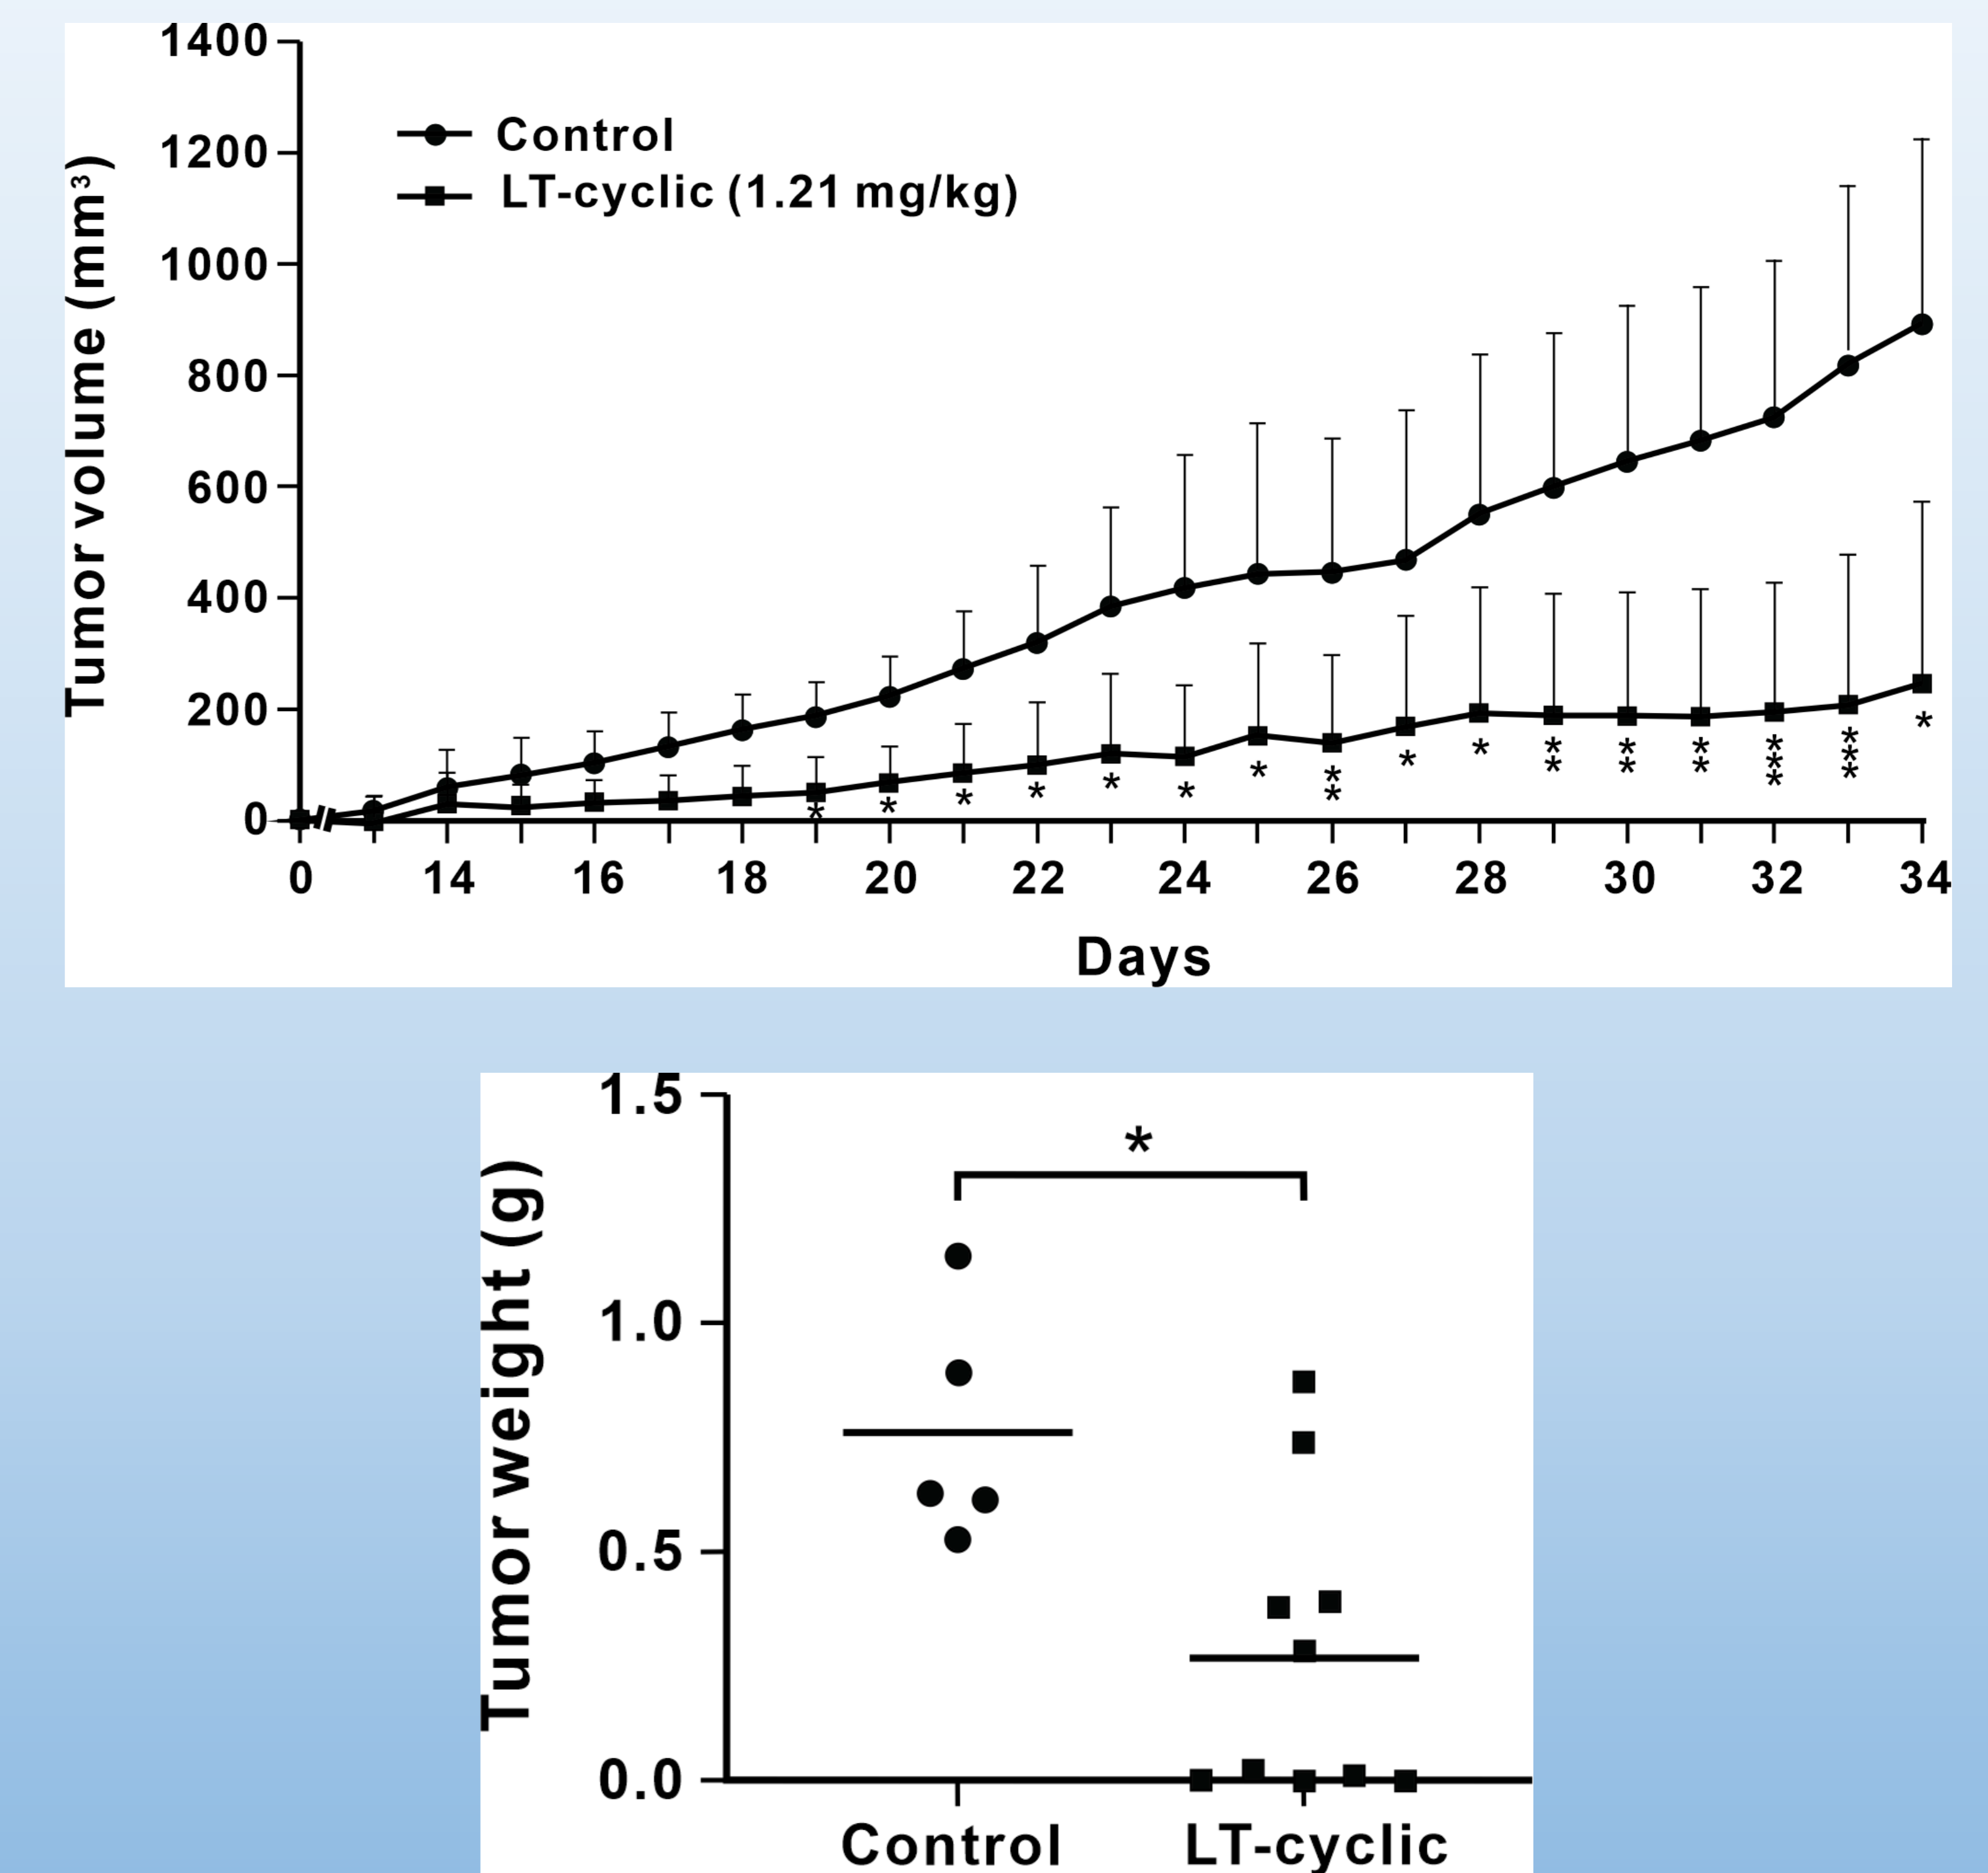 1400
1200
1000
800
600
400
200
0
Tumor volume (mm³)
Control
LT-cyclic (1.21 mg/kg)
* * * * * * * * * * * * * * * * * * * * * * * * *
0 14 16 18 20 22 24 26 28 30 32 34
Days
1.5
1.0
0.5
0.0
Tumor weight (g)
*
Control LT-cyclic